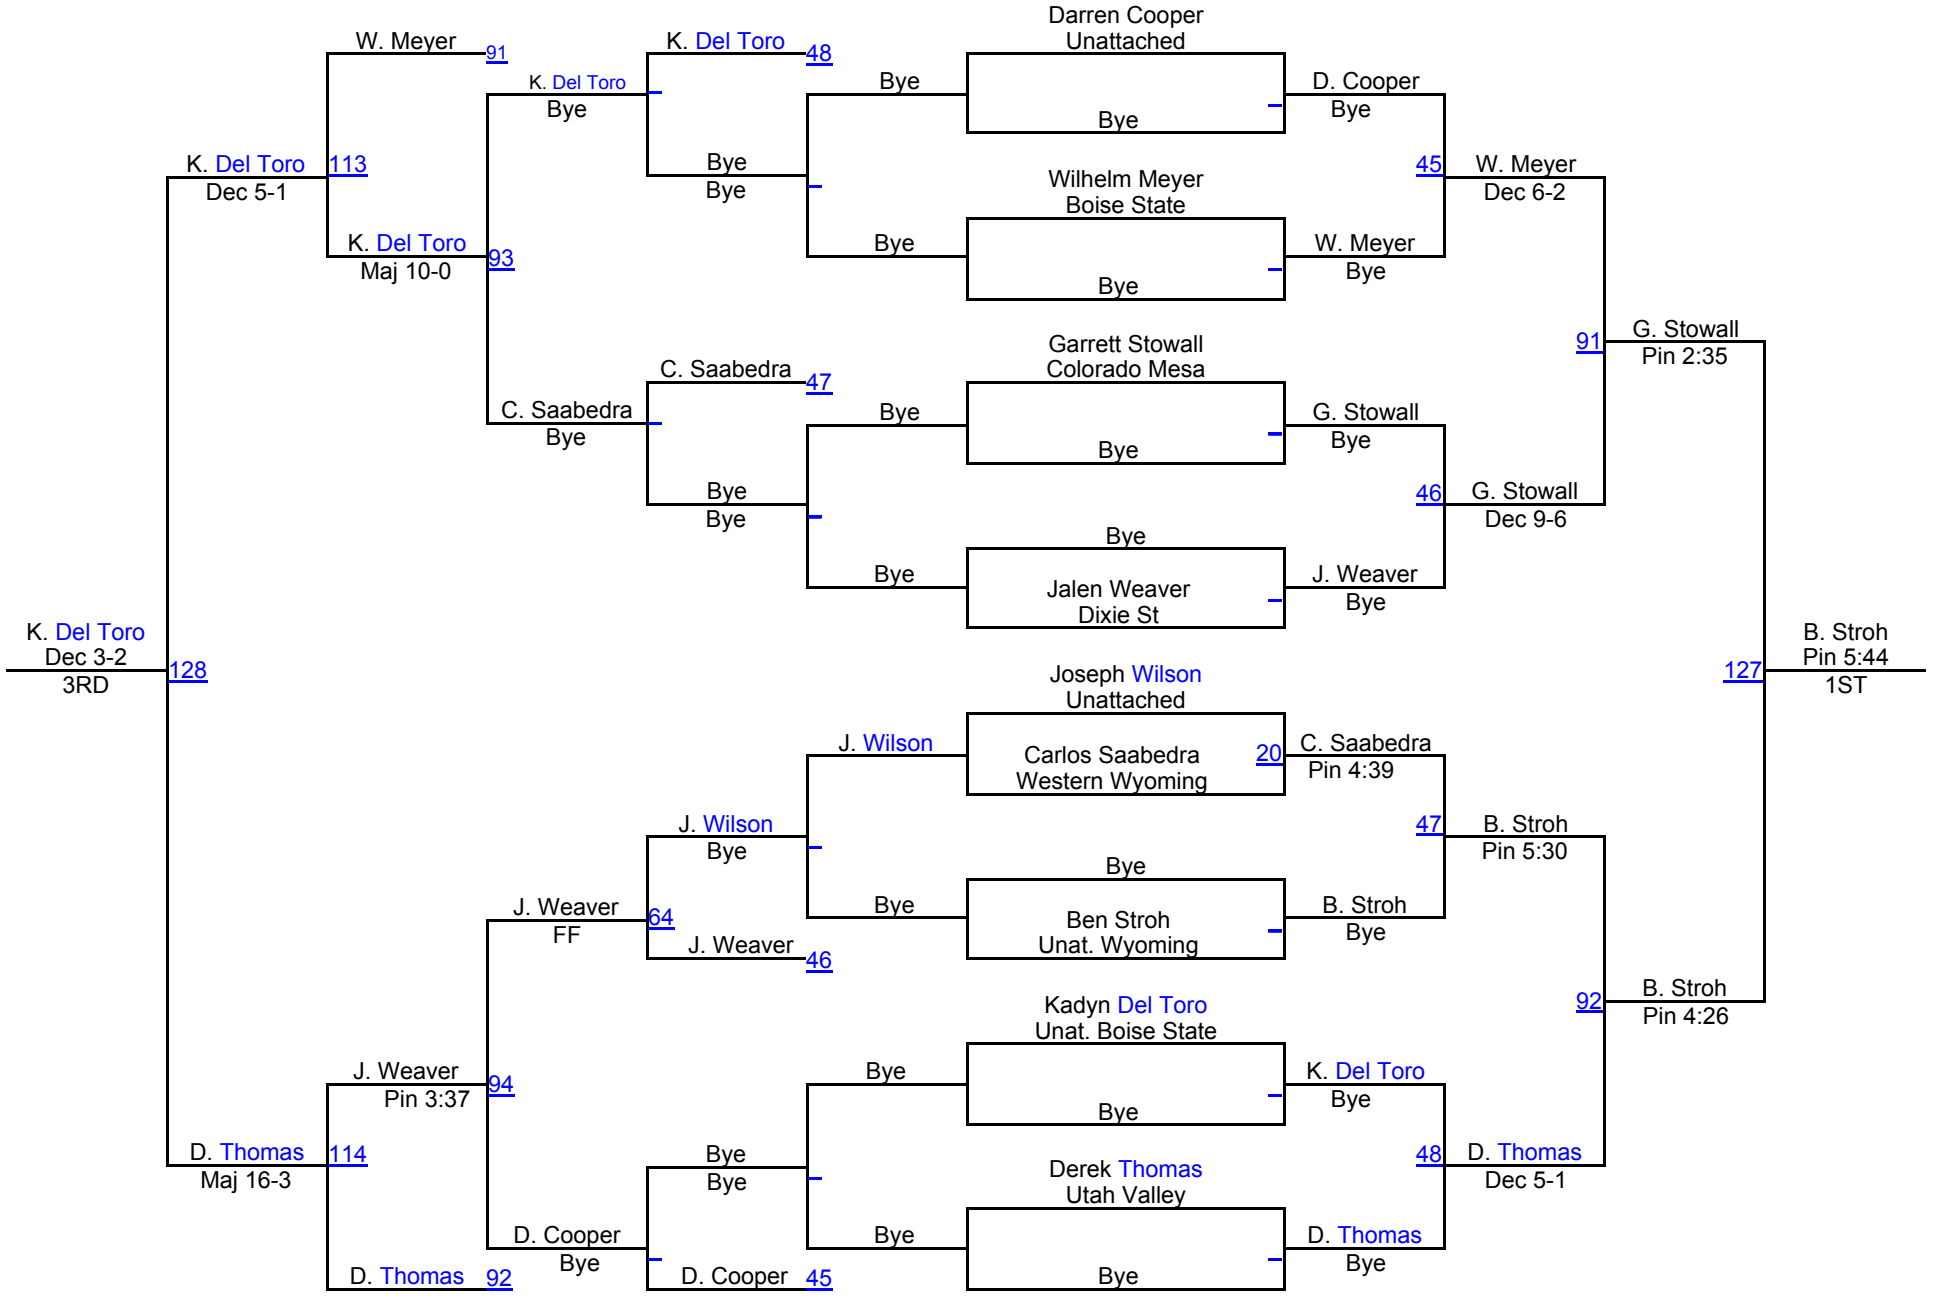 Darren Cooper
Unattached
W. Meyer
91
K. Del Toro
48
K. Del Toro
Bye
Bye
Bye
D. Cooper
Bye
K. Del Toro
113
Dec 5-1
Bye
Bye
Wilhelm Meyer
Boise State
45
W. Meyer
Dec 6-2
K. Del Toro
93
Maj 10-0
Bye
Bye
W. Meyer
Bye
Garrett Stowall
Colorado Mesa
91
G. Stowall
Pin 2:35
C. Saabedra
47
C. Saabedra
Bye
Bye
Bye
G. Stowall
Bye
Bye
Bye
46
G. Stowall
Dec 9-6
Bye
Bye
Jalen Weaver
Dixie St
J. Weaver
Bye
K. Del Toro
Dec 3-2
3RD
128
B. Stroh
Pin 5:44
1ST
127
Joseph Wilson
Unattached
J. Wilson
Carlos Saabedra
Western Wyoming
20
C. Saabedra
Pin 4:39
J. Wilson
Bye
47
B. Stroh
Pin 5:30
Bye
J. Weaver
FF
64
J. Weaver
46
Bye
Ben Stroh
Unat. Wyoming
B. Stroh
Bye
Kadyn Del Toro
Unat. Boise State
92
B. Stroh
Pin 4:26
J. Weaver
Pin 3:37
94
Bye
Bye
K. Del Toro
Bye
D. Thomas
Maj 16-3
114
Bye
Bye
Derek Thomas
Utah Valley
48
D. Thomas
Dec 5-1
D. Cooper
Bye
Bye
Bye
D. Thomas
Bye
D. Thomas
92
D. Cooper
45